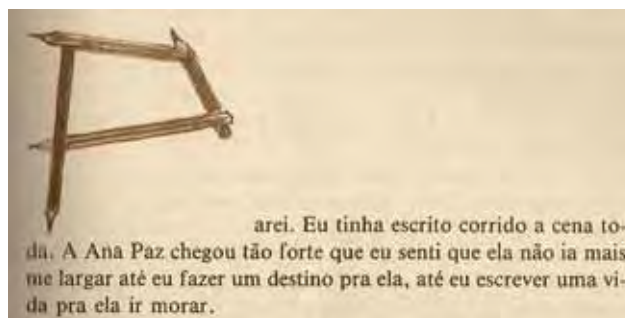 P
arei. Eu tinha escrito corrido a cena to-
da. A Ana Paz chegou tão forte que eu senti que ela não ia mais
me largar até eu fazer um destino pra ela, até eu escrever uma vi-
da pra ela ir morar.